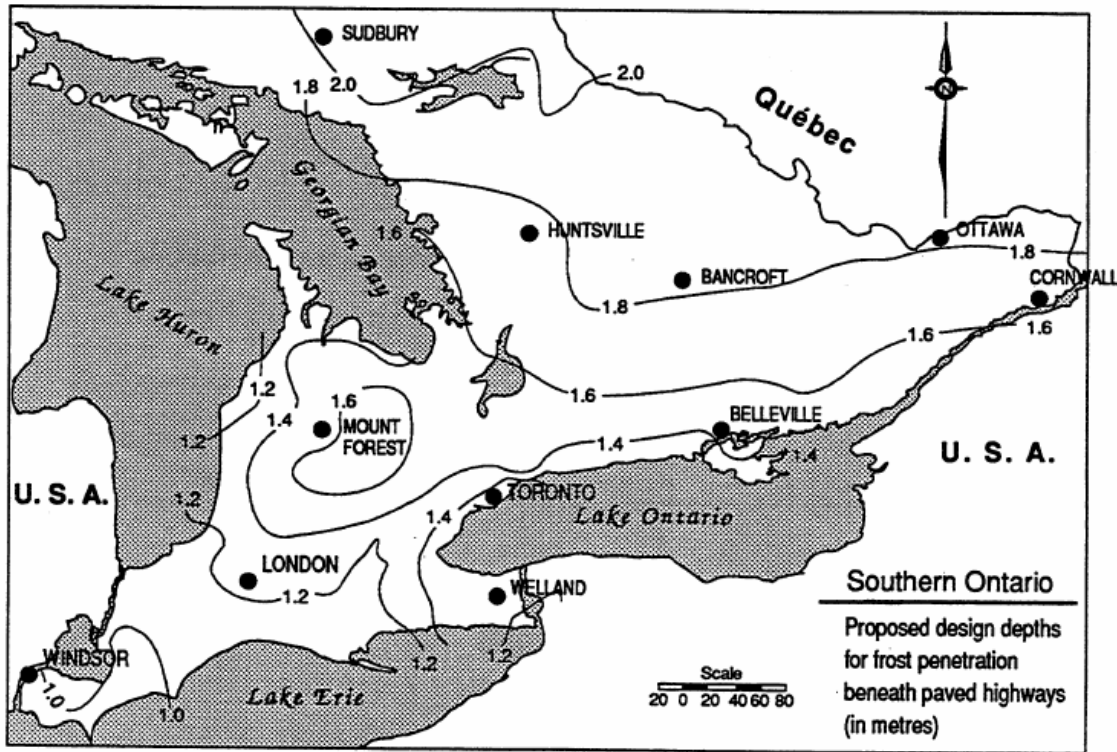 SUDBURY
2.0
2.0
1.8
Québec
N
Georgian Bay
1.6
HUNTSVILLE
OTTAWA
1.8
BANCROFT
CORNWALL
1.8
1.6
Lake Huron
1.2
1.6
1.4
1.6
MOUNT
FOREST
BELLEVILLE
1.4
1.4
1.2
U. S. A.
U. S. A.
1.2
TORONTO
1.4
Lake Ontario
LONDON
1.2
WELLAND
Southern Ontario
Proposed design depths
for frost penetration
beneath paved highways
(in metres)
WINDSOR
1.2
1.2
1.0
1.0
Lake Erie
Scale
20 0 20 40 60 80